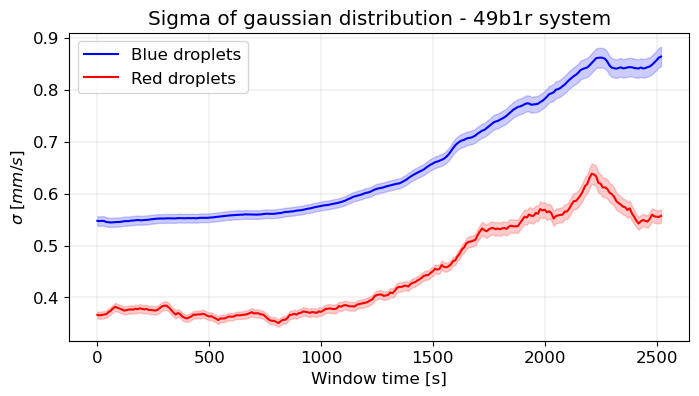 Sigma of gaussian distribution - 49b1r system
Blue droplets
Red droplets
σ [mm/s]
0.9
0.8
0.7
0.6
0.5
0.4
0 500 1000 1500 2000 2500
Window time [s]